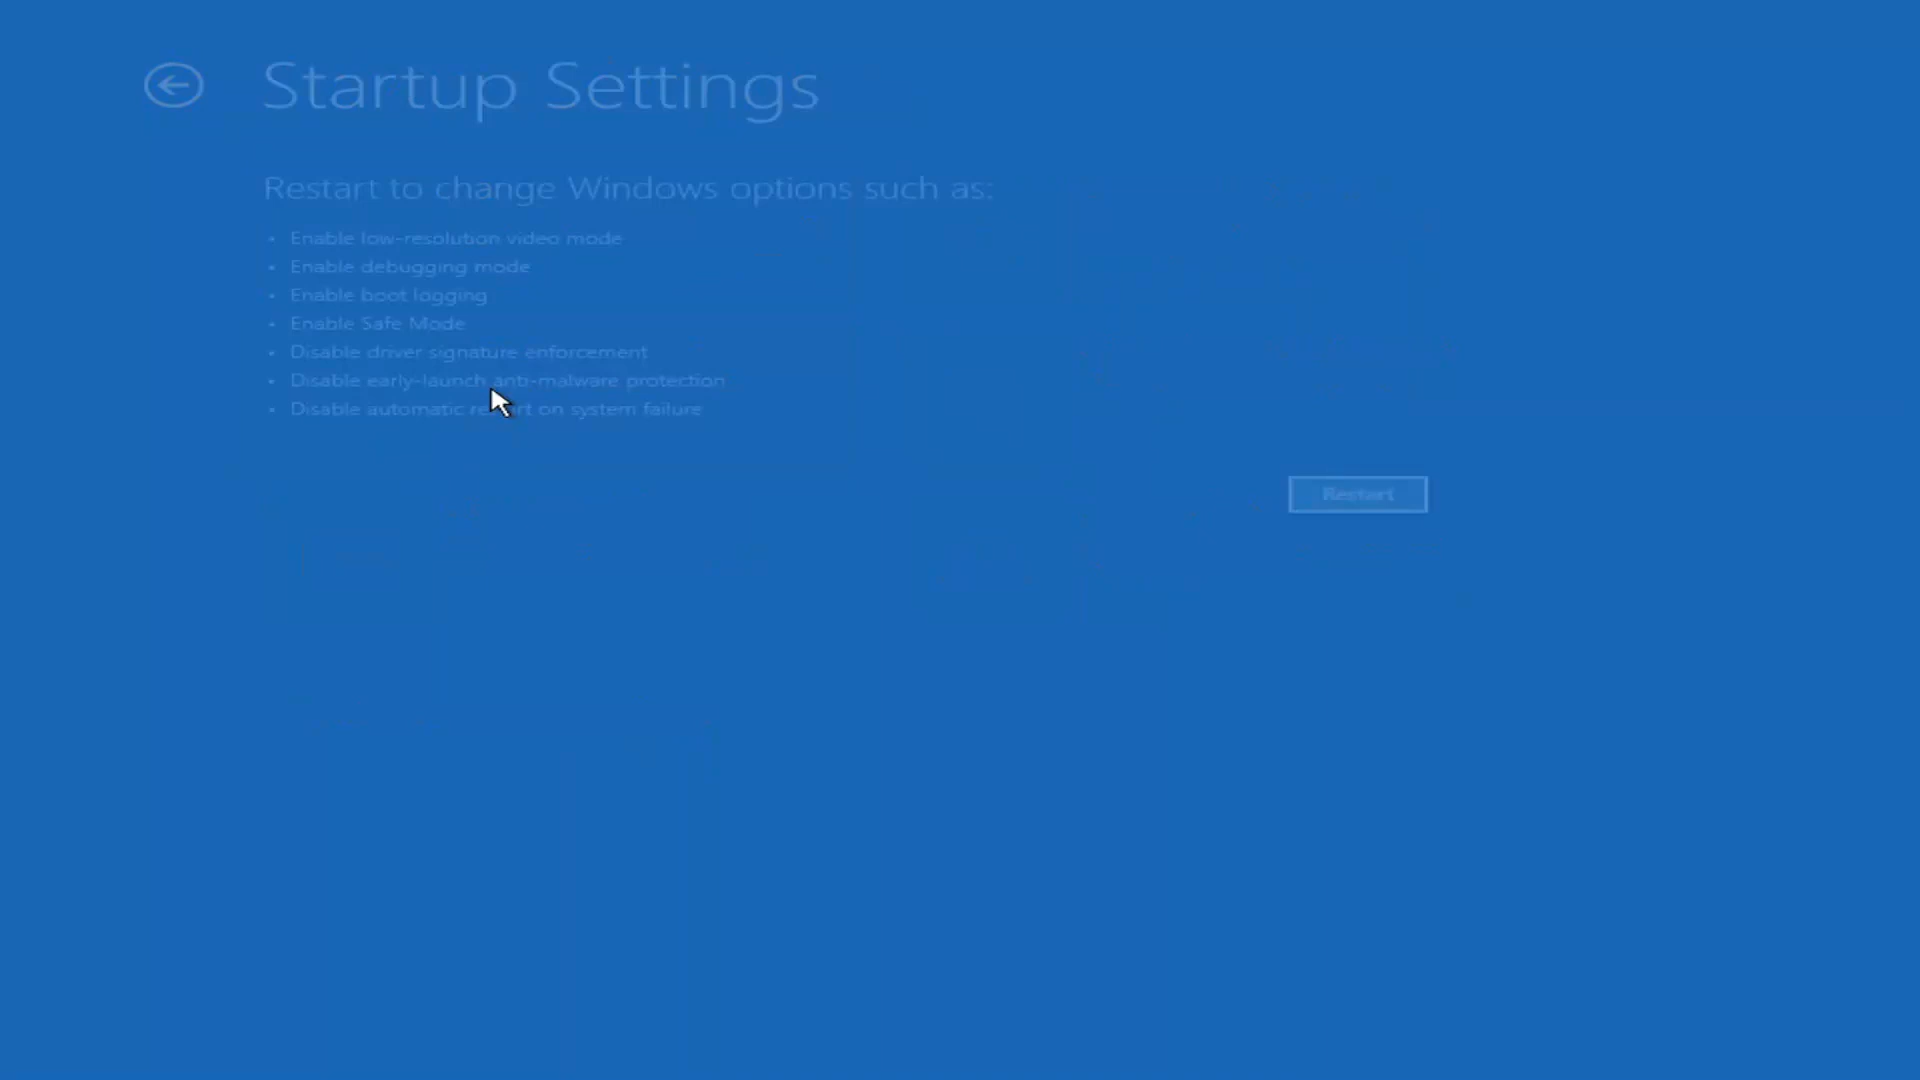 Startup Settings
Restart to change Windows options such as:
• Enable low-resolution video mode
• Enable debugging mode
• Enable boot logging
• Enable Safe Mode
• Disable driver signature enforcement
• Disable early-launch anti-malware protection
• Disable automatic restart on system failure
Restart